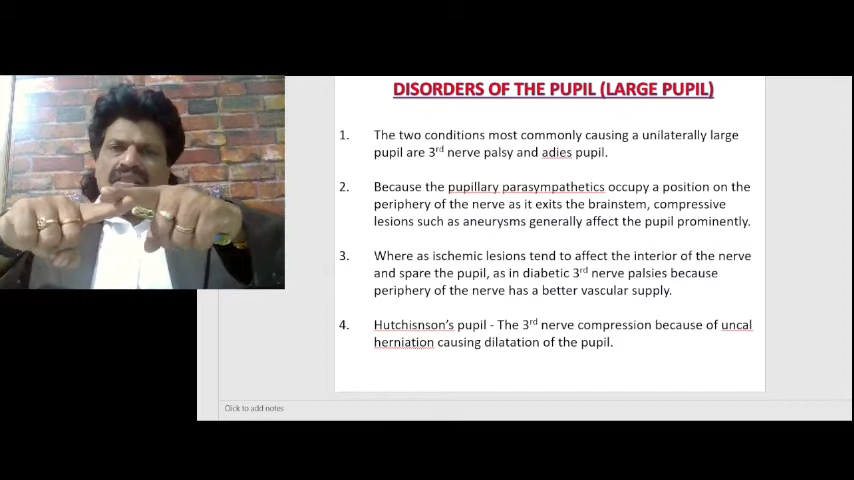 DISORDERS OF THE PUPIL (LARGE PUPIL)
1. The two conditions most commonly causing a unilaterally large
pupil are 3rd nerve palsy and adies pupil.
2. Because the pupillary parasympathetics occupy a position on the
periphery of the nerve as it exits the brainstem, compressive
lesions such as aneurysms generally affect the pupil prominently.
3. Where as ischemic lesions tend to affect the interior of the nerve
and spare the pupil, as in diabetic 3rd nerve palsies because
periphery of the nerve has a better vascular supply.
4. Hutchisnson’s pupil - The 3rd nerve compression because of uncal
herniation causing dilatation of the pupil.
Click to add notes